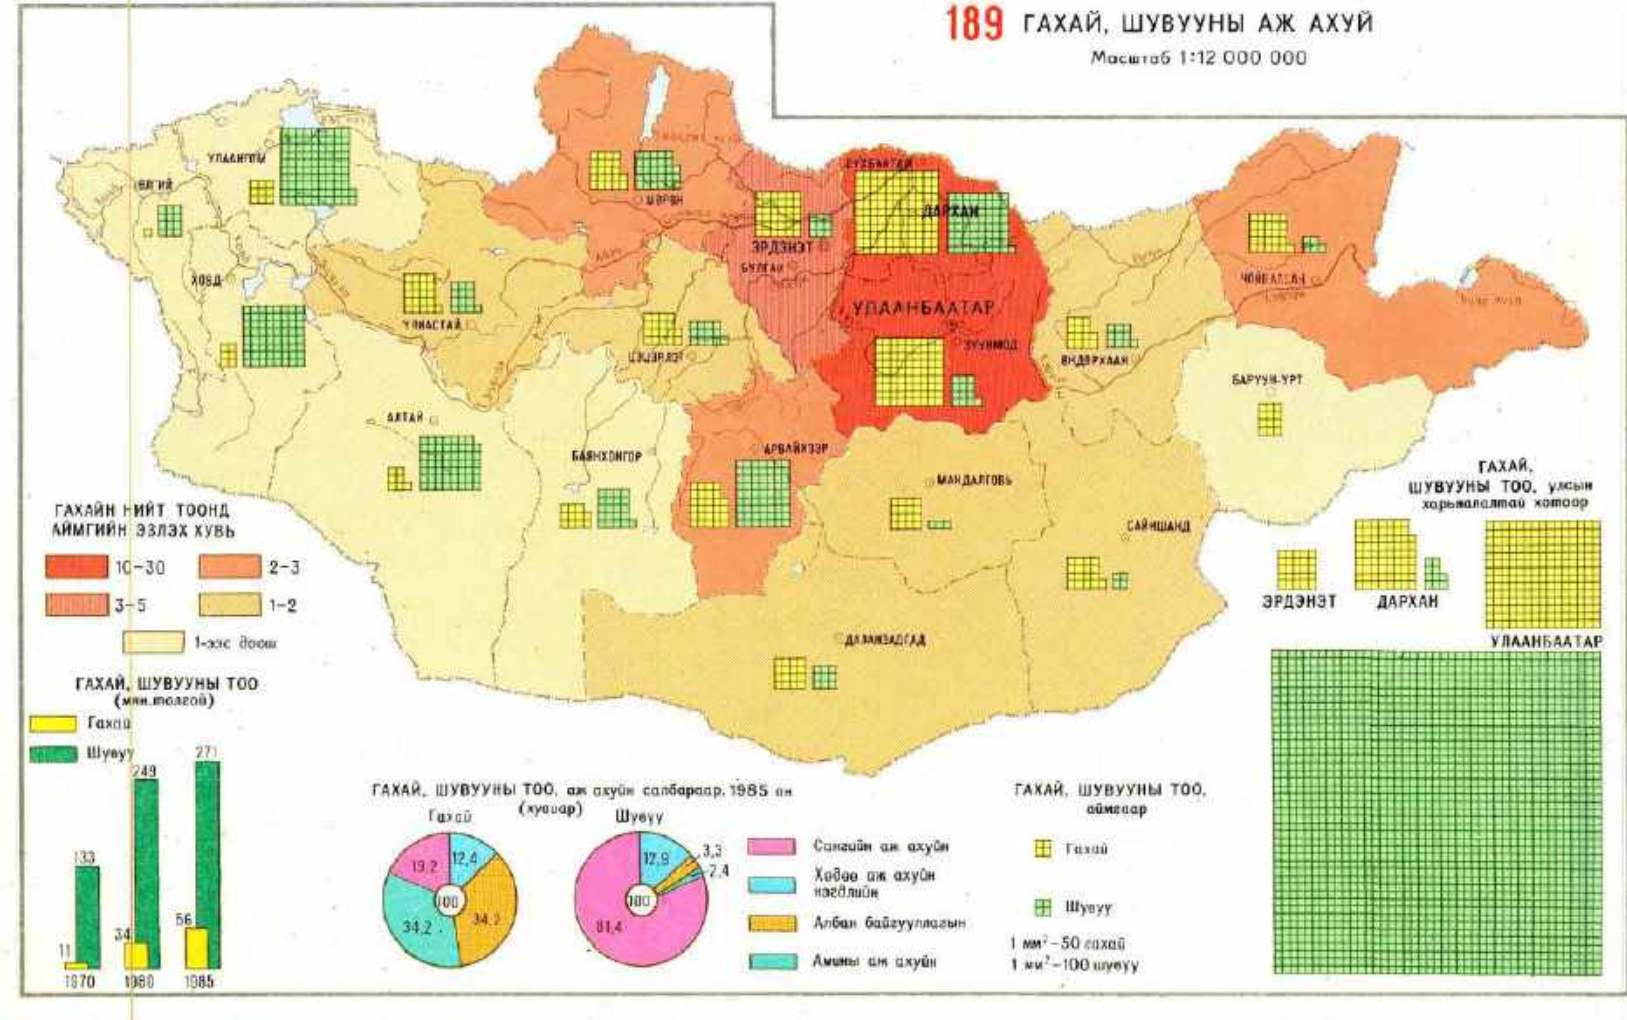 189 ГАХАЙ, ШУВУУНЫ АЖ АХУЙ
Масштаб 1:12 000 000
УЛААНГОМ
ӨЛГИЙ
ХОВД
УЛИАСТАЙ
АЛТАЙ
БАЯНХОНГОР
ЦЭЦЭРЛЭГ
МӨРӨН
ЭРДЭНЭТ
БУЛГАН
СҮХБААТАР
ДАРХАН
УЛААНБААТАР
ЗУУНМОД
АРВАЙХЭЭР
МАНДАЛГОВЬ
ДАЛАНЗАДГАД
САЙНШАНД
ӨНДӨРХААН
БАРУУН-УРТ
ЧОЙБАЛСАН
ГАХАЙН НИЙТ ТООНД
АЙМГИЙН ЭЗЛЭХ ХУВЬ
10-30
2-3
3-5
1-2
1-ээс доош
ГАХАЙ, ШУВУУНЫ ТОО
(мян.толгой)
Гахай
Шувуу
11
133
34
249
56
271
1970
1980
1985
ГАХАЙ, ШУВУУНЫ ТОО, аж ахуйн салбараар, 1985 он
(хувиар)
Гахай
Шувуу
19,2
12,4
34,2
34,2
100
12,9
3,3
2,4
81,4
100
Сангийн аж ахуйн
Хөдөө аж ахуйн
нэгдлийн
Албан байгууллагын
Амины аж ахуйн
ГАХАЙ, ШУВУУНЫ ТОО,
аймгаар
Гахай
Шувуу
1 мм²-50 гахай
1 мм²-100 шувуу
ГАХАЙ,
ШУВУУНЫ ТОО, улсын
харьяалалтай хотоор
ЭРДЭНЭТ
ДАРХАН
УЛААНБААТАР